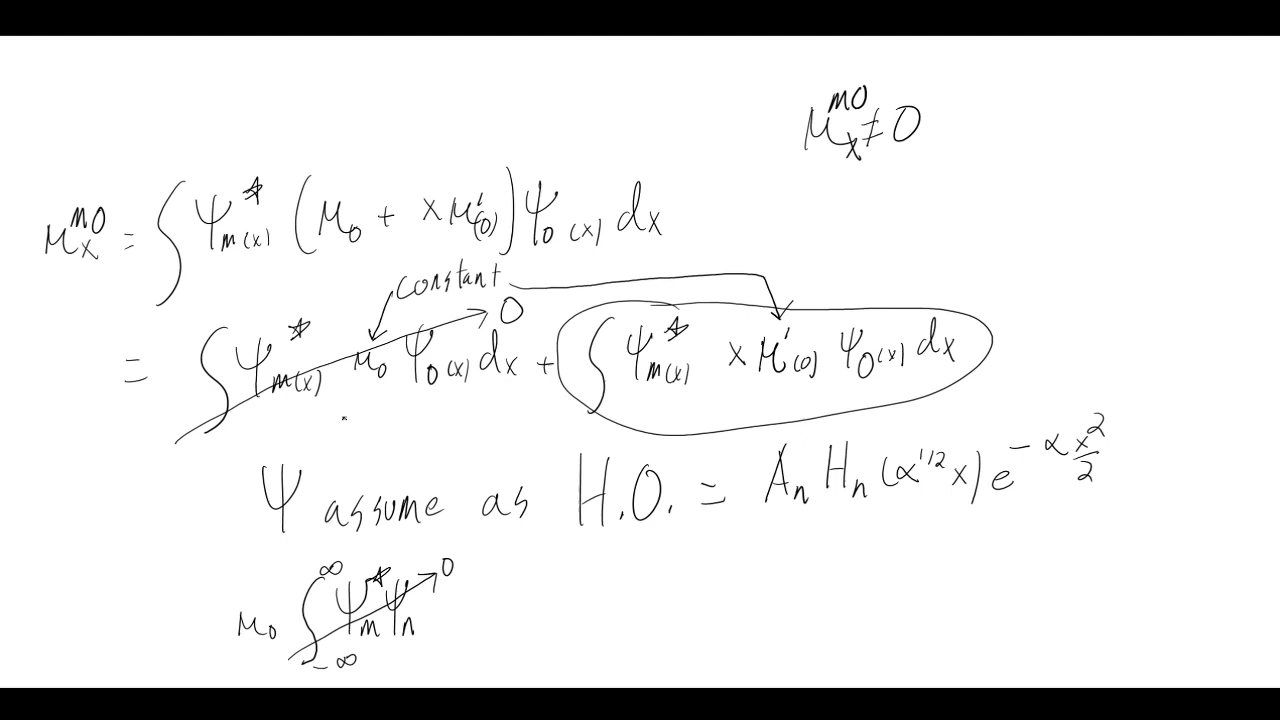 μ_x^{m0} ≠ 0
μ_x^{m0} = ∫ Ψ*_{m(x)} (μ_0 + x μ'_{(0)}) Ψ_{0(x)} dx
constant
= ∫ Ψ*_{m(x)} μ_0 Ψ_{0(x)} dx → 0 + ∫ Ψ*_{m(x)} x μ'_{(0)} Ψ_{0(x)} dx
Ψ assume as H.O. = A_n H_n (α^{1/2} x) e^{-α x^2/2}
μ_0 ∫_{-∞}^{∞} Ψ*_m Ψ_n → 0